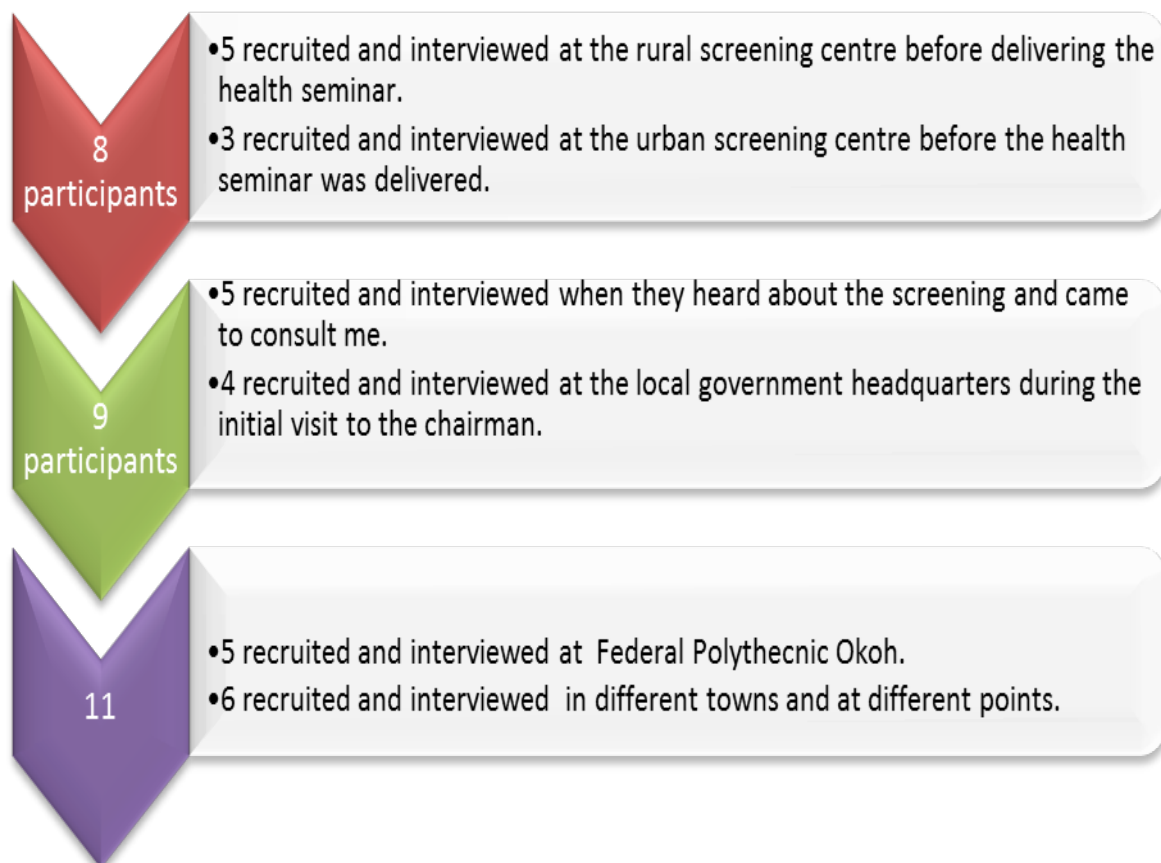 8
participants
•5 recruited and interviewed at the rural screening centre before delivering the
health seminar.
•3 recruited and interviewed at the urban screening centre before the health
seminar was delivered.
9
participants
•5 recruited and interviewed when they heard about the screening and came
to consult me.
•4 recruited and interviewed at the local government headquarters during the
initial visit to the chairman.
11
•5 recruited and interviewed at Federal Polythecnic Okoh.
•6 recruited and interviewed in different towns and at different points.